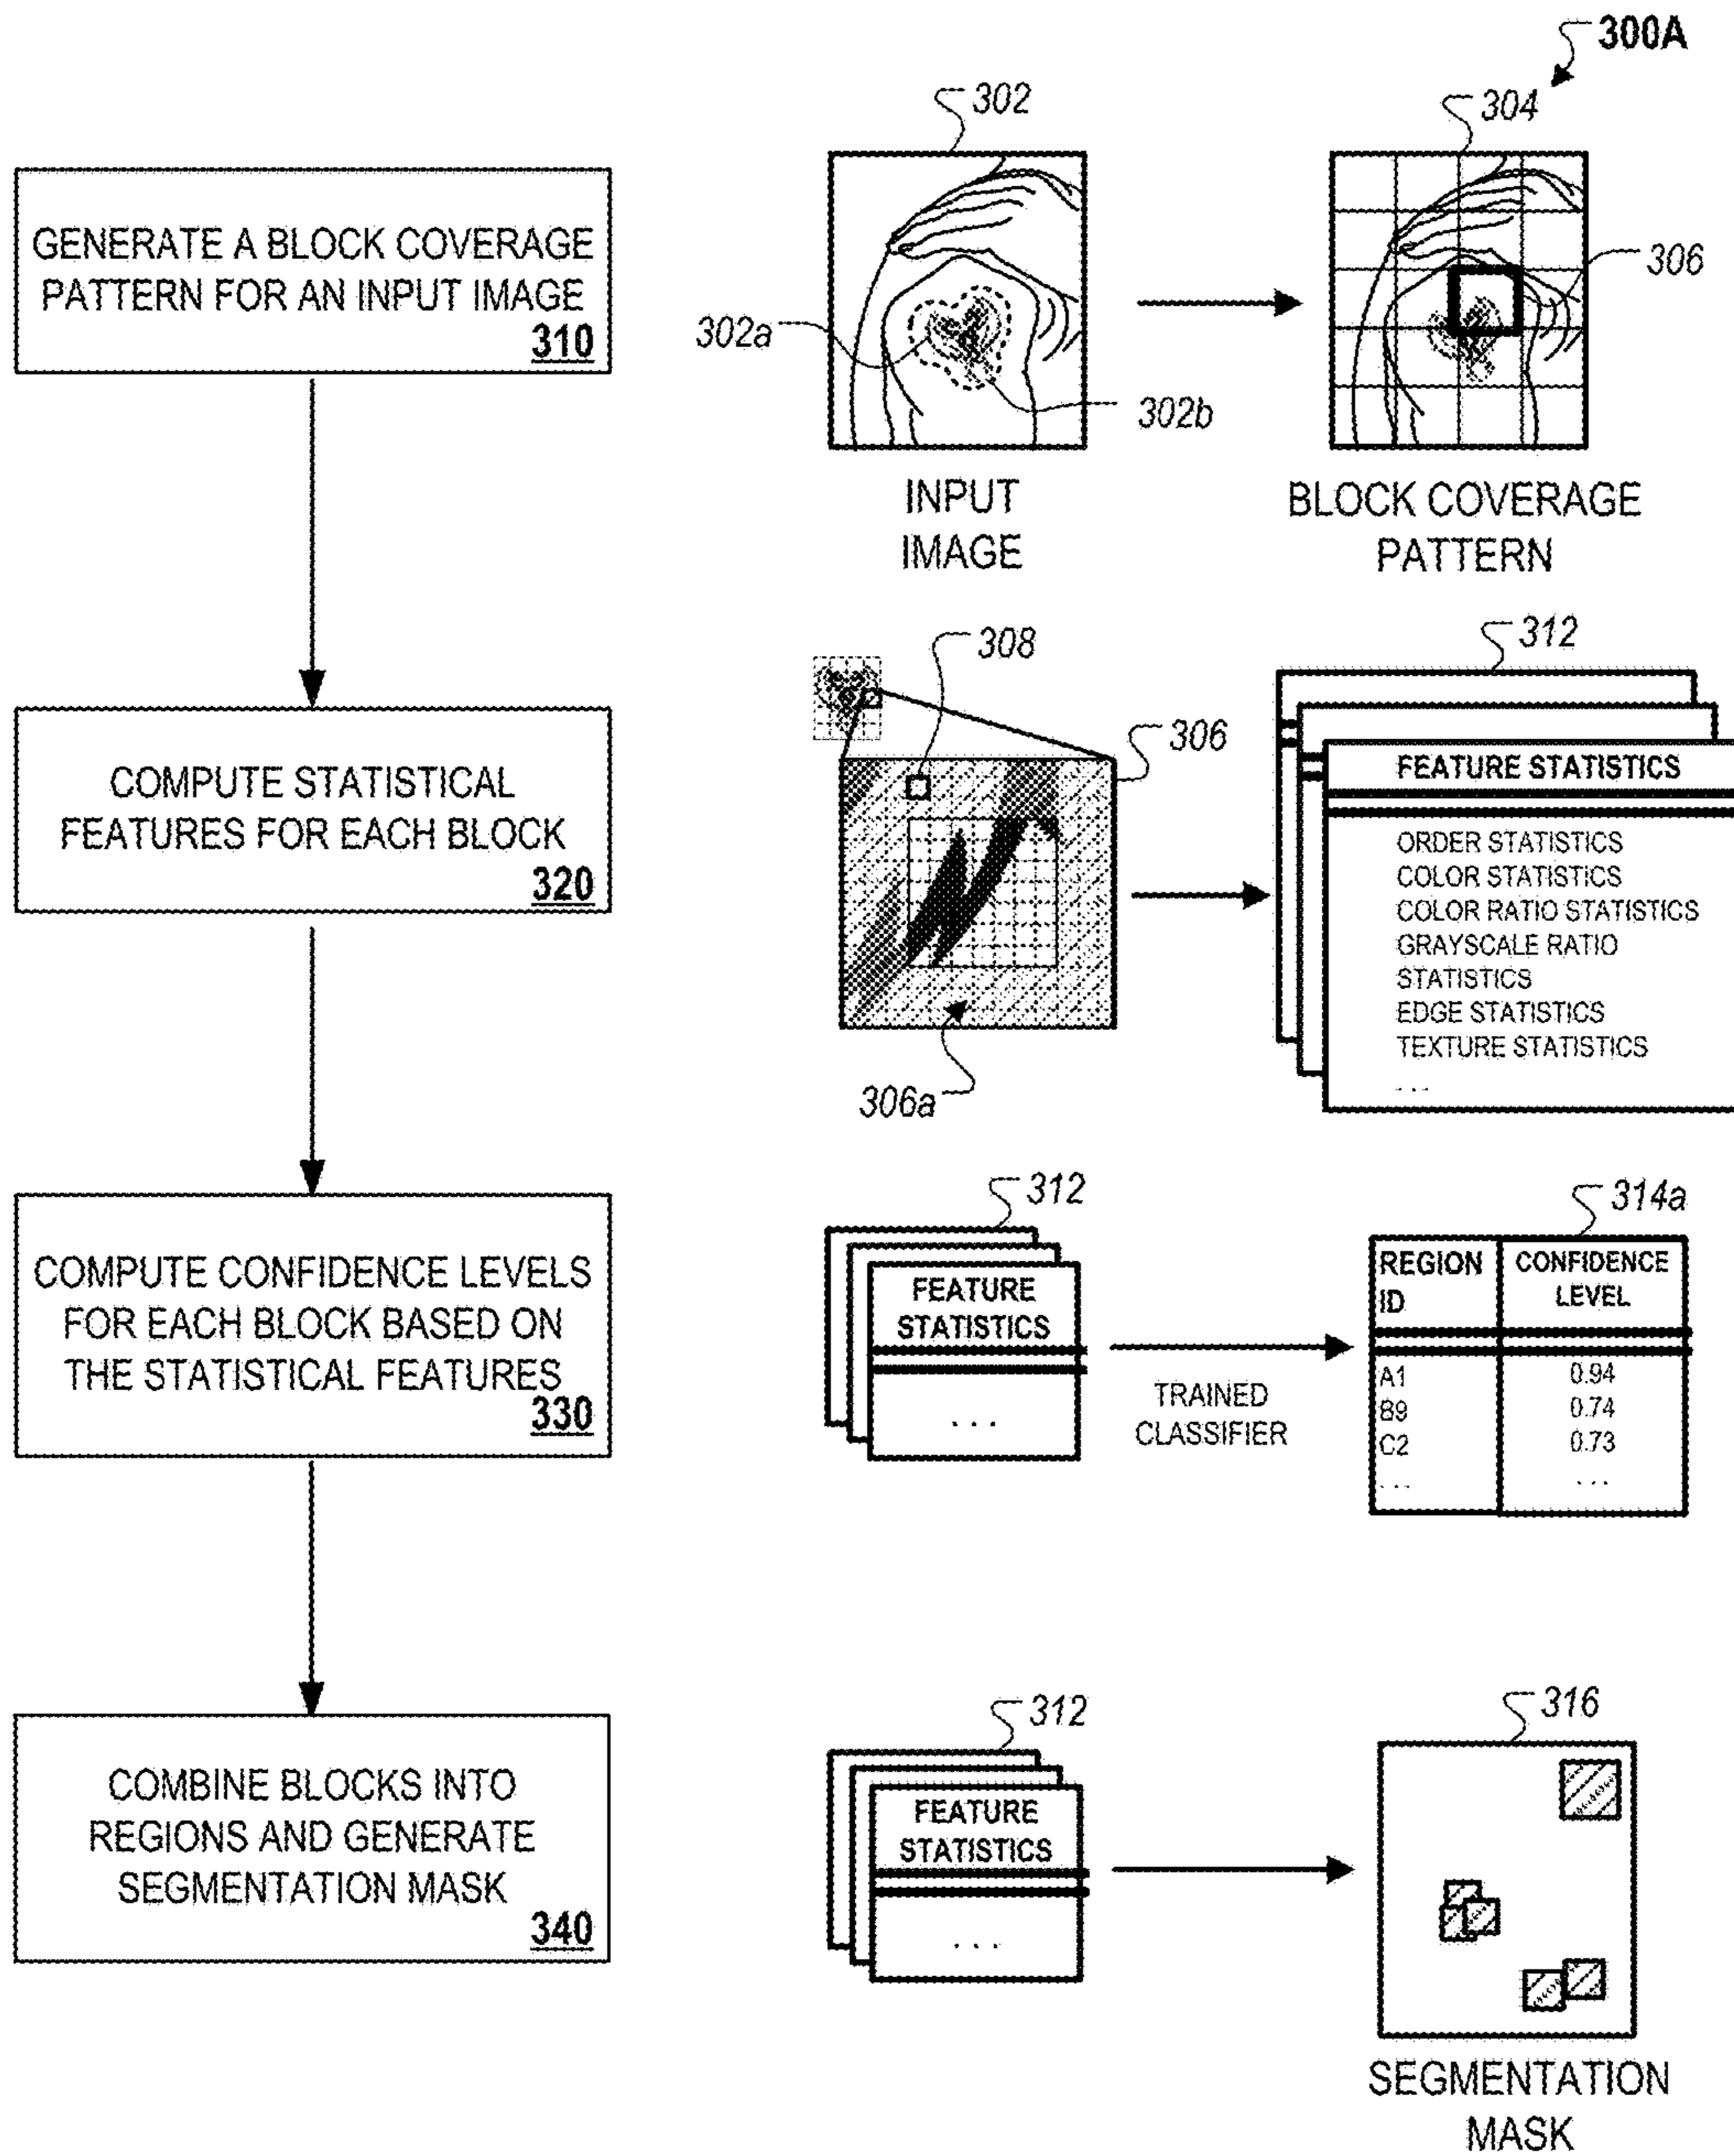 300A
302
304
GENERATE A BLOCK COVERAGE
PATTERN FOR AN INPUT IMAGE
310
306
302a
302b
INPUT
IMAGE
BLOCK COVERAGE
PATTERN
308
312
COMPUTE STATISTICAL
FEATURES FOR EACH BLOCK
320
306
FEATURE STATISTICS
ORDER STATISTICS
COLOR STATISTICS
COLOR RATIO STATISTICS
GRAYSCALE RATIO
STATISTICS
EDGE STATISTICS
TEXTURE STATISTICS
. . .
306a
COMPUTE CONFIDENCE LEVELS
FOR EACH BLOCK BASED ON
THE STATISTICAL FEATURES
330
312
FEATURE
STATISTICS
. . .
TRAINED
CLASSIFIER
314a
REGION ID CONFIDENCE LEVEL
A1 0.94
B9 0.74
C2 0.73
. . . . . .
COMBINE BLOCKS INTO
REGIONS AND GENERATE
SEGMENTATION MASK
340
312
FEATURE
STATISTICS
. . .
316
SEGMENTATION
MASK